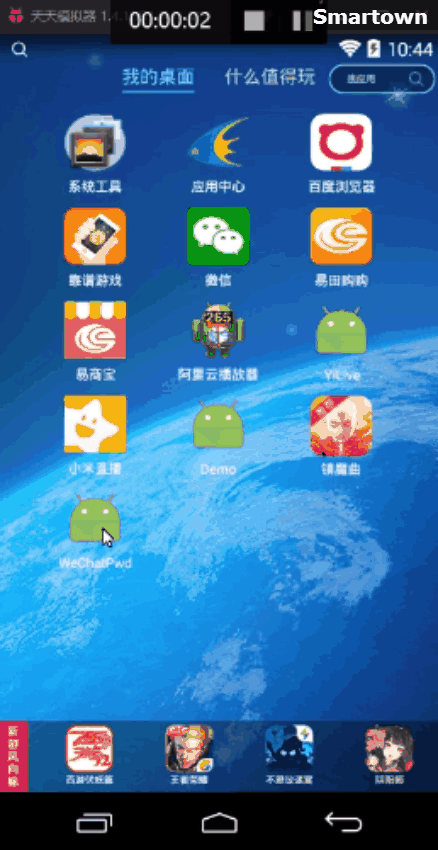 天天模拟器 1.4.1
00:00:02
Smartown
10:44
我的桌面
什么值得玩
搜应用
系统工具
应用中心
百度浏览器
靠谱游戏
微信
易田购购
265
易商宝
阿里云播放器
YiLive
小米直播
Demo
镇魔曲
WeChatPwd
新游风向标
西游伏妖篇
王者荣耀
不思议迷宫
阴阳师